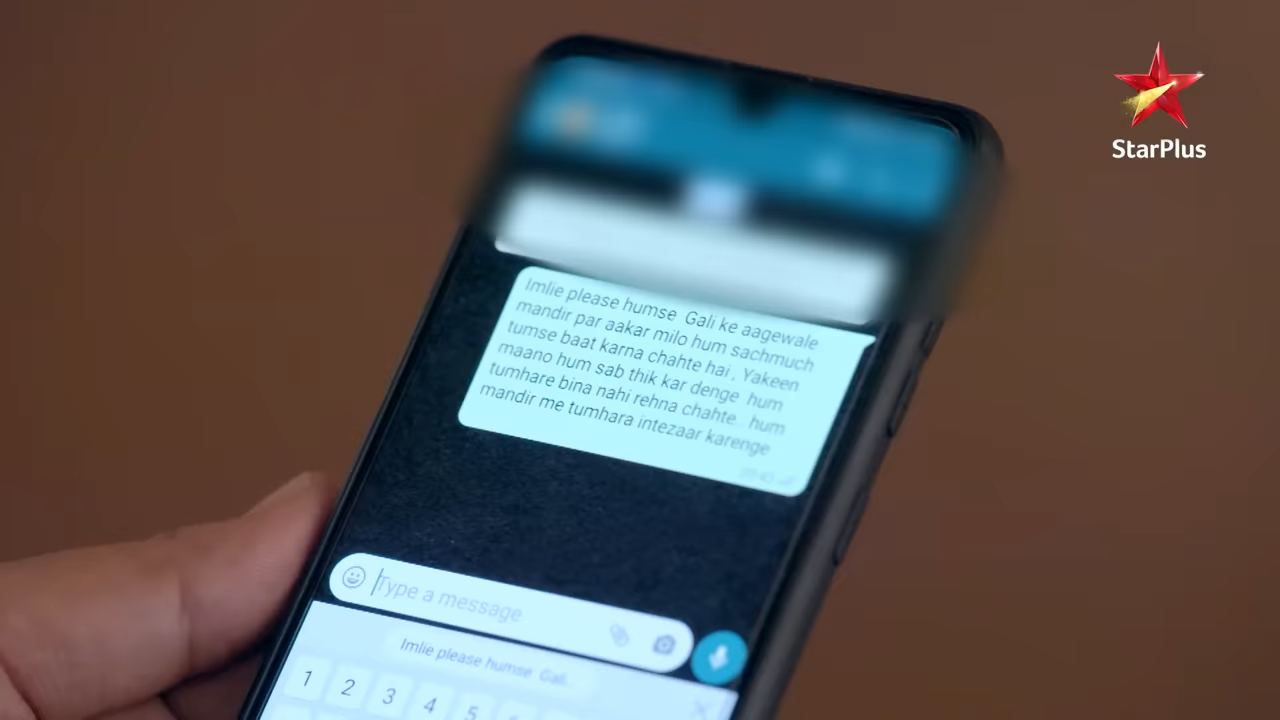 StarPlus
Imlie please humse Gali ke aagewale
mandir par aakar milo hum sachmuch
tumse baat karna chahte hai, Yakeen
maano hum sab thik kar denge hum
tumhare bina nahi rehna chahte.. hum
mandir me tumhara intezaar karenge
Type a message
Imlie please humse Gali
1 2 3 4 5